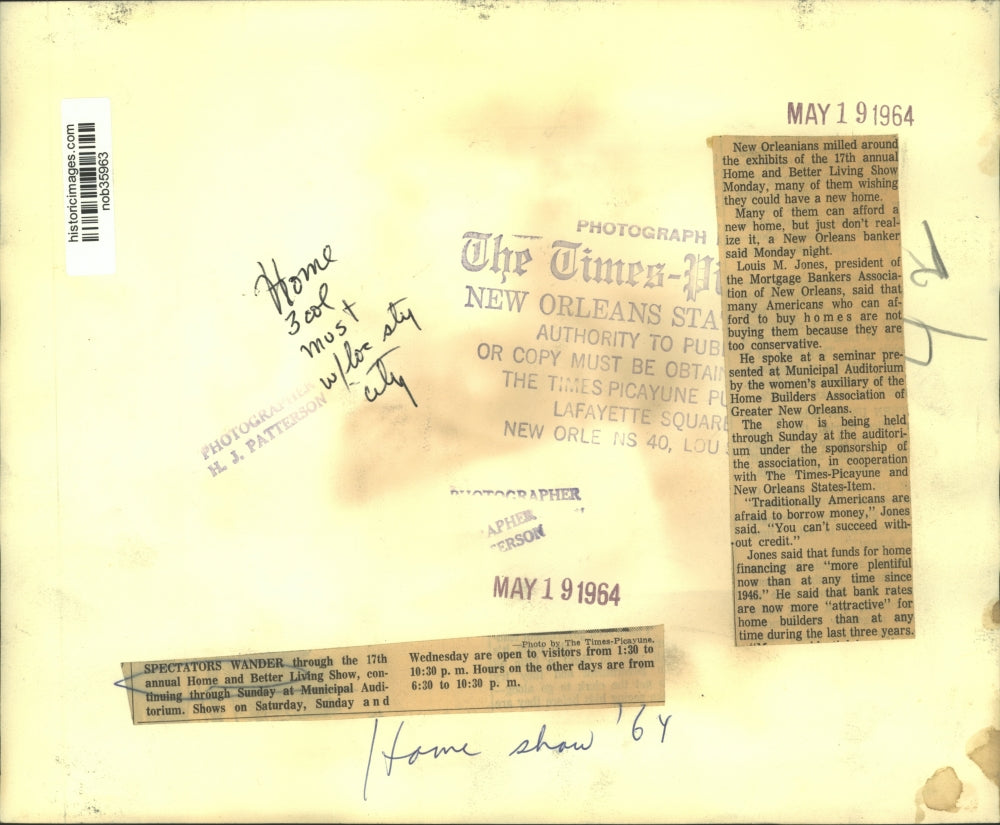 historicimages.com
nob35963
MAY 19 1964
New Orleanians milled around
the exhibits of the 17th annual
Home and Better Living Show
Monday, many of them wishing
they could have a new home.
Many of them can afford a
new home, but just don't real-
ize it, a New Orleans banker
said Monday night.
Louis M. Jones, president of
the Mortgage Bankers Associa-
tion of New Orleans, said that
many Americans who can af-
ford to buy homes are not
buying them because they are
too conservative.
He spoke at a seminar pre-
sented at Municipal Auditorium
by the women's auxiliary of the
Home Builders Association of
Greater New Orleans.
The show is being held
through Sunday at the auditori-
um under the sponsorship of
the association, in cooperation
with The Times-Picayune and
New Orleans States-Item.
"Traditionally Americans are
afraid to borrow money," Jones
said. "You can't succeed with-
out credit."
Jones said that funds for home
financing are "more plentiful
now than at any time since
1946." He said that bank rates
are now more "attractive" for
home builders than at any
time during the last three years.
PHOTOGRAPH
The Times-Pi
NEW ORLEANS STA
AUTHORITY TO PUB
OR COPY MUST BE OBTAIN
THE TIMES PICAYUNE PU
LAFAYETTE SQUARE
NEW ORLE NS 40, LOU
Home
3 col
must
w/loc sty
city
PHOTOGRAPHER
H. J. PATTERSON
PHOTOGRAPHER
APHER
ERSON
MAY 19 1964
—Photo by The Times-Picayune.
SPECTATORS WANDER through the 17th
annual Home and Better Living Show, con-
tinuing through Sunday at Municipal Audi-
torium. Shows on Saturday, Sunday and
Wednesday are open to visitors from 1:30 to
10:30 p. m. Hours on the other days are from
6:30 to 10:30 p. m.
Home show '64